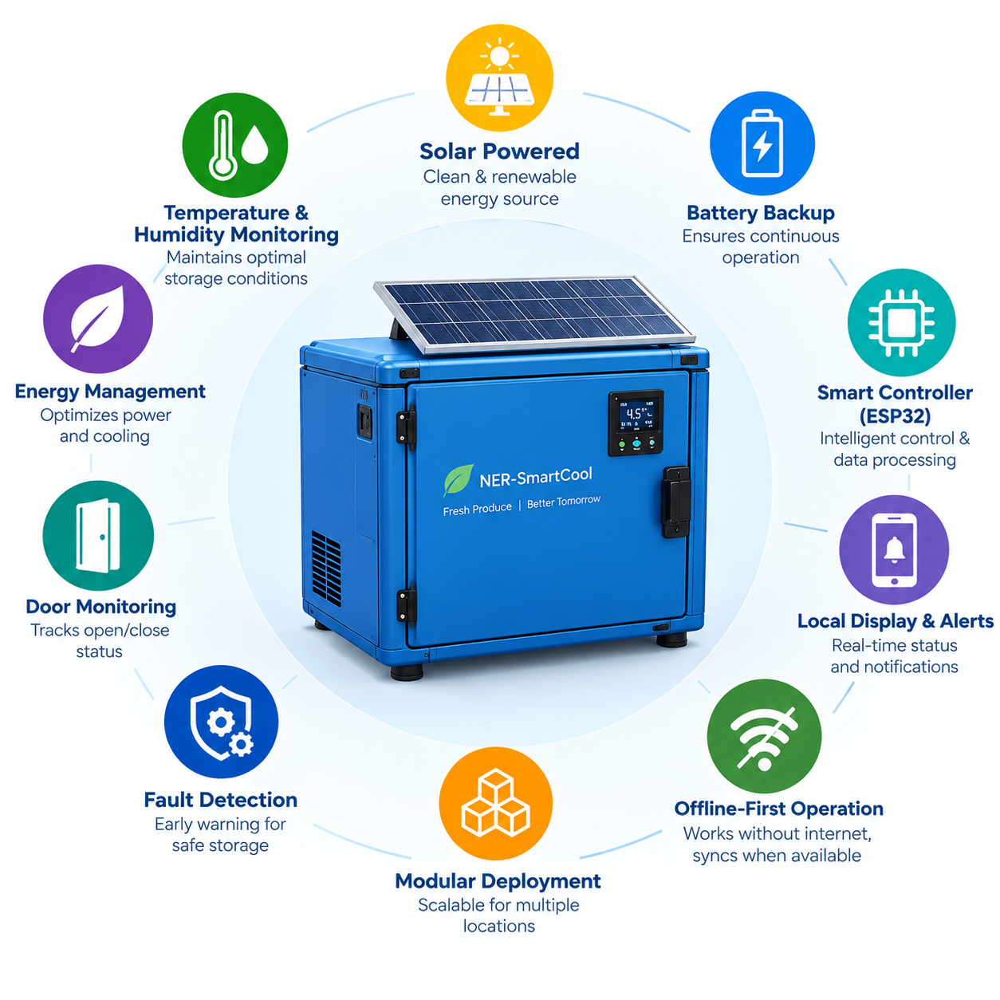 Solar Powered
Clean & renewable
energy source
Temperature &
Humidity Monitoring
Maintains optimal
storage conditions
Battery Backup
Ensures continuous
operation
Energy Management
Optimizes power
and cooling
Smart Controller
(ESP32)
Intelligent control &
data processing
4.5
NER-SmartCool
Fresh Produce | Better Tomorrow
Door Monitoring
Tracks open/close
status
Local Display & Alerts
Real-time status
and notifications
Fault Detection
Early warning for
safe storage
Offline-First Operation
Works without internet,
syncs when available
Modular Deployment
Scalable for multiple
locations